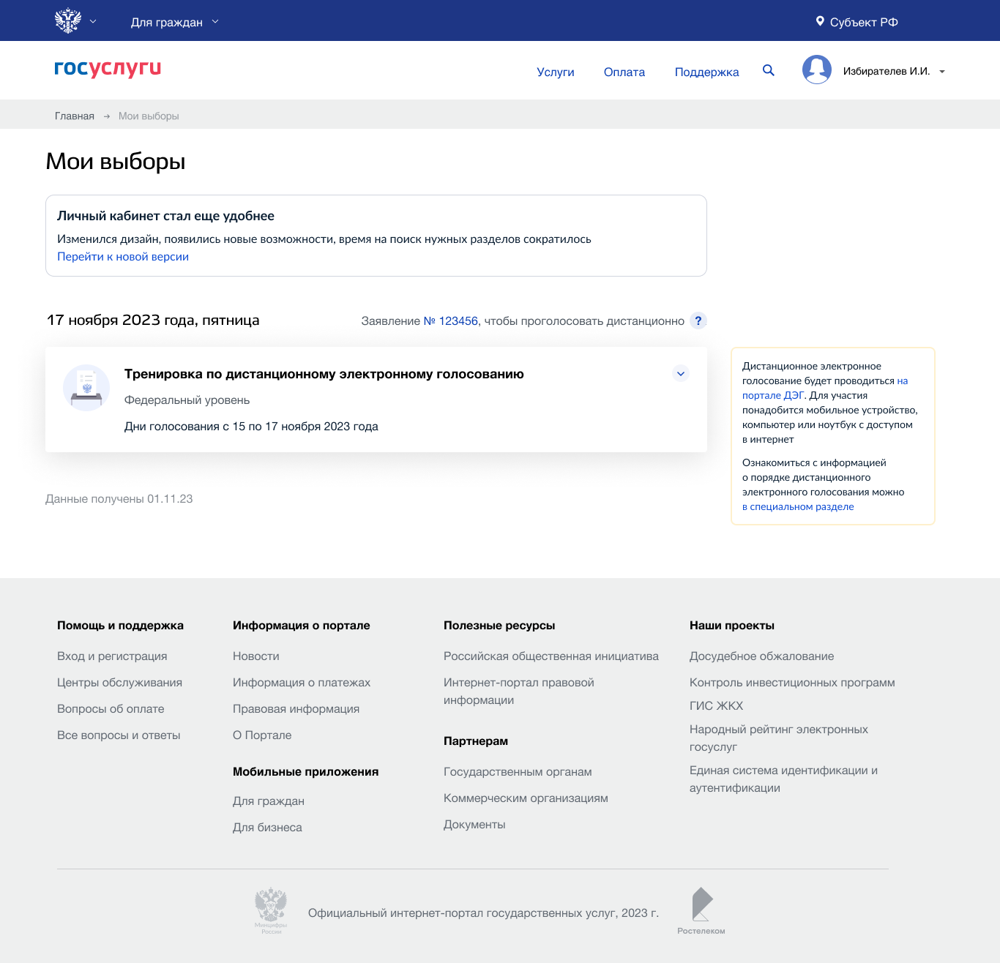 Для граждан
Субъект РФ
госуслуги
Услуги Оплата Поддержка
Избирателев И.И.
Главная → Мои выборы
Мои выборы
Личный кабинет стал еще удобнее
Изменился дизайн, появились новые возможности, время на поиск нужных разделов сократилось
Перейти к новой версии
17 ноября 2023 года, пятница
Заявление № 123456, чтобы проголосовать дистанционно ?
Тренировка по дистанционному электронному голосованию
Федеральный уровень
Дни голосования с 15 по 17 ноября 2023 года
Данные получены 01.11.23
Дистанционное электронное
голосование будет проводиться на
портале ДЭГ. Для участия
понадобится мобильное устройство,
компьютер или ноутбук с доступом
в интернет
Ознакомиться с информацией
о порядке дистанционного
электронного голосования можно
в специальном разделе
Помощь и поддержка
Вход и регистрация
Центры обслуживания
Вопросы об оплате
Все вопросы и ответы
Информация о портале
Новости
Информация о платежах
Правовая информация
О Портале
Мобильные приложения
Для граждан
Для бизнеса
Полезные ресурсы
Российская общественная инициатива
Интернет-портал правовой
информации
Партнерам
Государственным органам
Коммерческим организациям
Документы
Наши проекты
Досудебное обжалование
Контроль инвестиционных программ
ГИС ЖКХ
Народный рейтинг электронных
госуслуг
Единая система идентификации и
аутентификации
Минцифры
России
Официальный интернет-портал государственных услуг, 2023 г.
Ростелеком